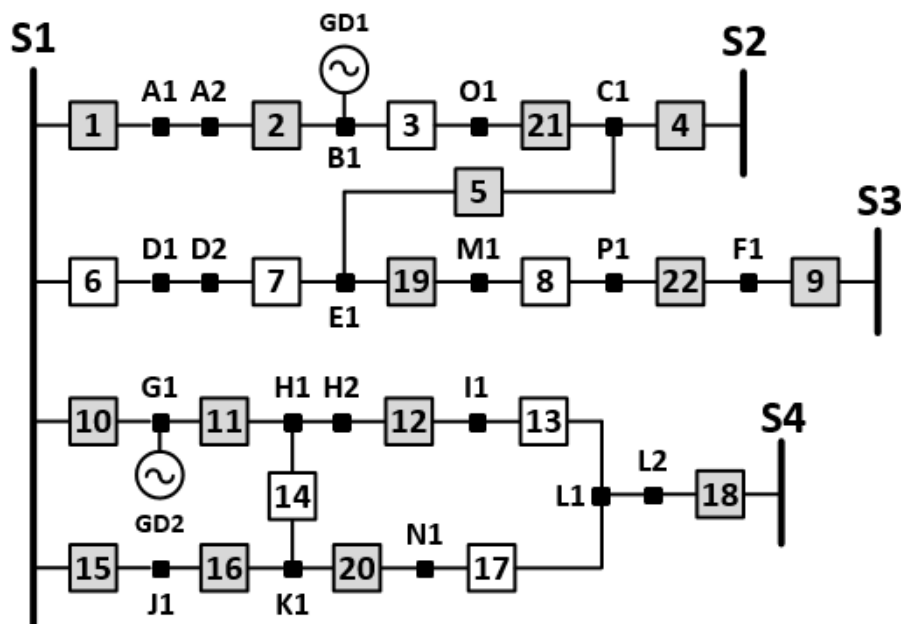 GD1
S1 S2
A1 A2 O1 C1
1 2 3 21 4
B1
5 S3
D1 D2 M1 P1 F1
6 7 19 8 22 9
E1
G1 H1 H2 I1 S4
10 11 12 13
L2
14 L1 18
GD2 N1
15 16 20 17
J1 K1